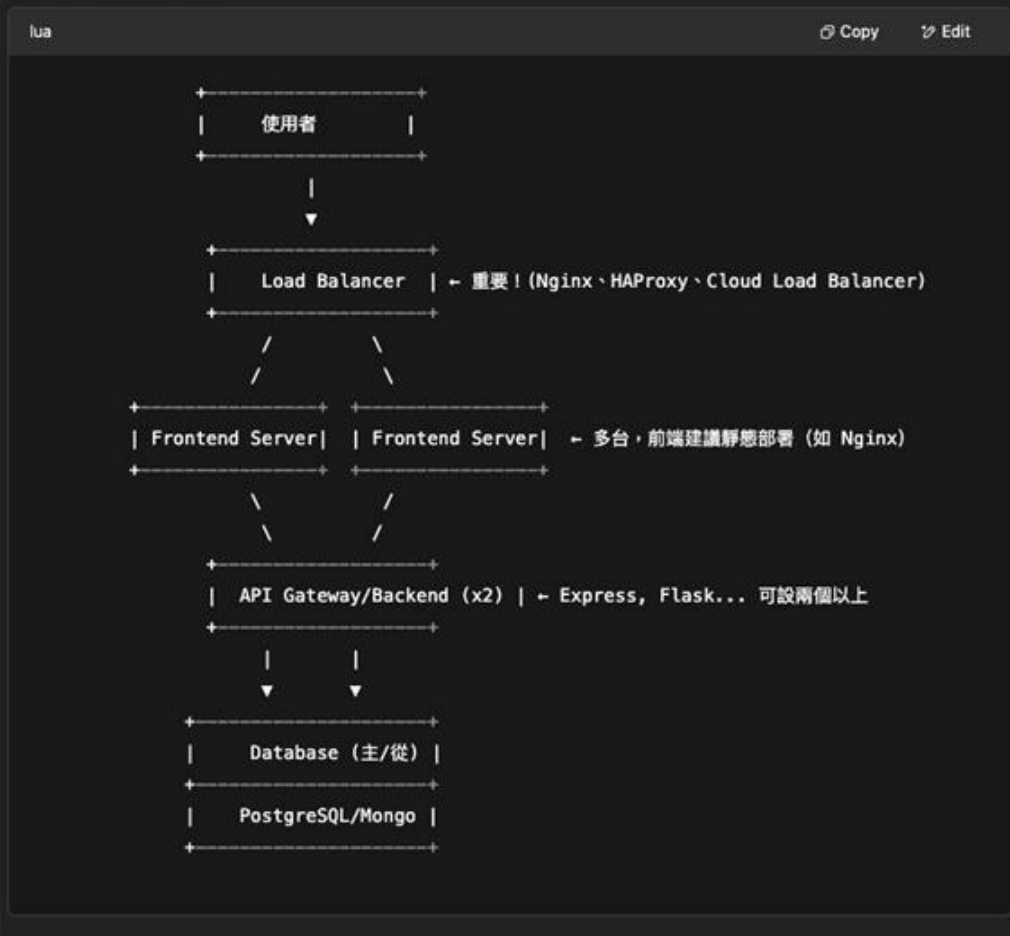 lua
Copy
Edit
+--------------------+
| 使用者 |
+--------------------+
|
▼
+--------------------+
| Load Balancer | ← 重要！(Nginx、HAProxy、Cloud Load Balancer)
+--------------------+
/ \
/ \
+-----------------+ +-----------------+
| Frontend Server| | Frontend Server| ← 多台，前端建議靜態部署（如 Nginx）
+-----------------+ +-----------------+
\ /
\ /
+--------------------+
| API Gateway/Backend (x2) | ← Express, Flask... 可設兩個以上
+--------------------+
| |
▼ ▼
+----------------------+
| Database (主/從) |
+----------------------+
| PostgreSQL/Mongo |
+----------------------+